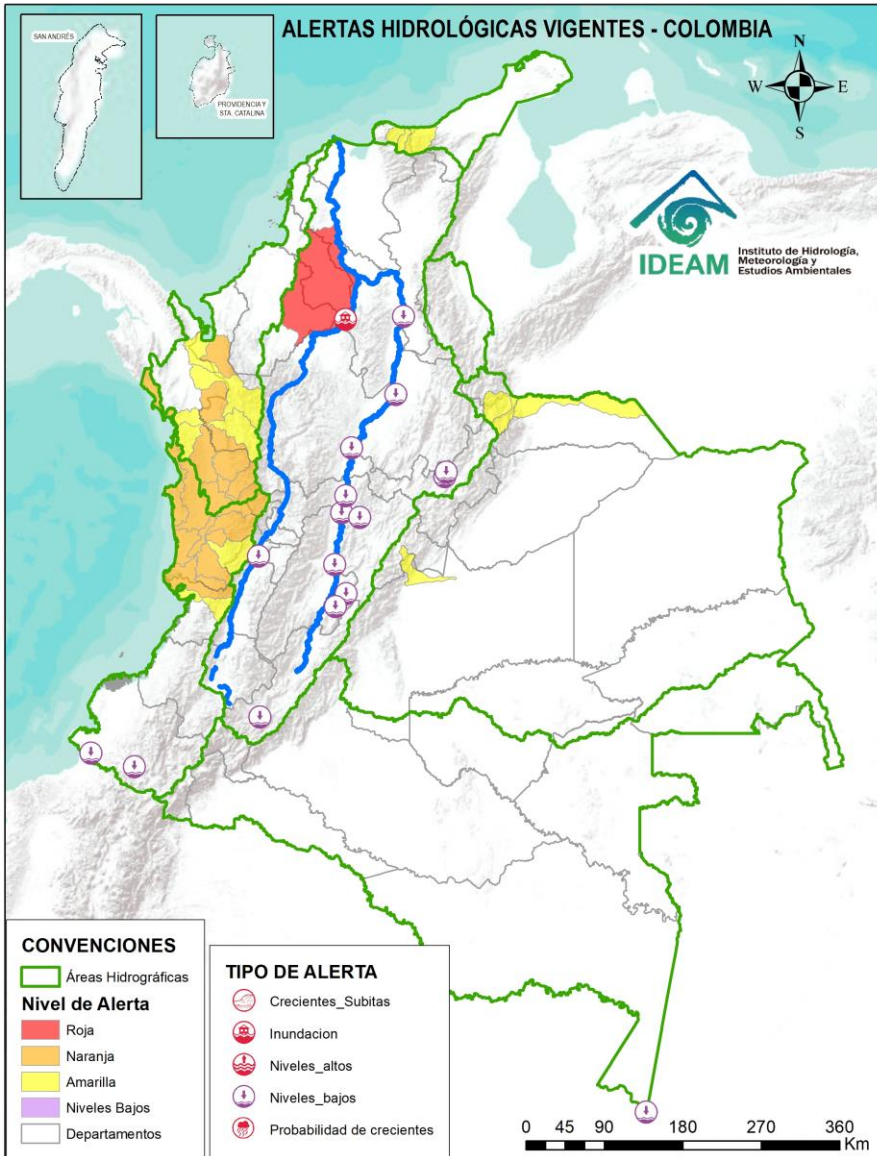 ALERTAS HIDROLÓGICAS VIGENTES - COLOMBIA
SAN ANDRÉS
PROVIDENCIA Y
STA. CATALINA
N
W
E
S
IDEAM
Instituto de Hidrología,
Meteorología y
Estudios Ambientales
CONVENCIONES
Áreas Hidrográficas
Nivel de Alerta
Roja
Naranja
Amarilla
Niveles Bajos
Departamentos
TIPO DE ALERTA
Crecientes_Subitas
Inundacion
Niveles_altos
Niveles_bajos
Probabilidad de crecientes
0 45 90 180 270 360
Km